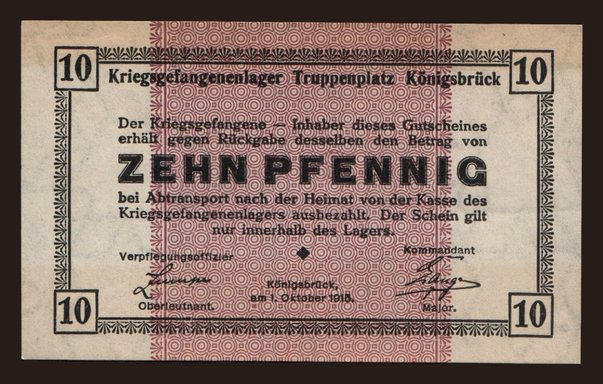 10 10
Kriegsgefangenenlager Truppenplatz Königsbrück
Der Kriegsgefangene — Inhaber dieses Gutscheines
erhält gegen Rückgabe desselben den Betrag von
ZEHN PFENNIG
bei Abtransport nach der Heimat von der Kasse des
Kriegsgefangenenlagers ausbezahlt. Der Schein gilt
nur innerhalb des Lagers.
Verpflegungsoffizier
Kommandant
Königsbrück,
am 1. Oktober 1915.
Oberleutnant.
Major.
10 10